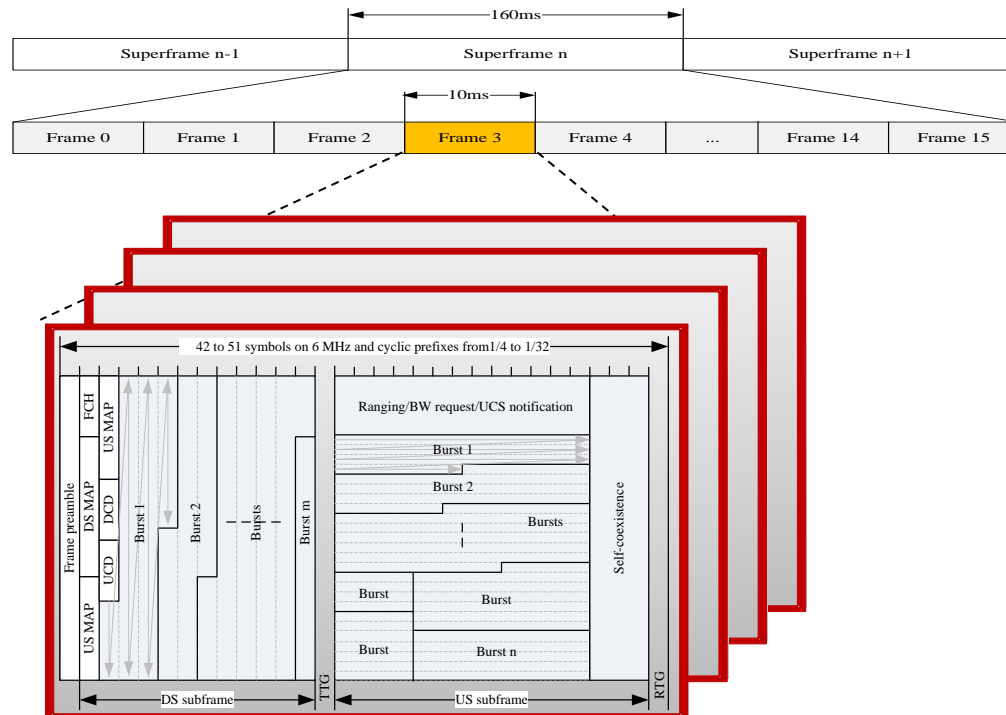 160ms
Superframe n-1
Superframe n
Superframe n+1
10ms
Frame 0
Frame 1
Frame 2
Frame 3
Frame 4
...
Frame 14
Frame 15
42 to 51 symbols on 6 MHz and cyclic prefixes from1/4 to 1/32
Frame preamble
FCH
DS MAP
US MAP
US MAP
DCD
UCD
Burst 1
Burst 2
Bursts
Burst m
TTG
Ranging/BW request/UCS notification
Burst 1
Burst 2
Bursts
Burst
Burst
Burst
Burst n
Self-coexistence
RTG
DS subframe
US subframe